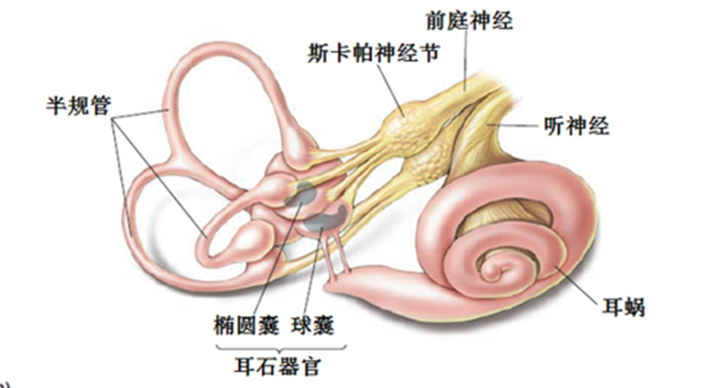 前庭神经
斯卡帕神经节
半规管
听神经
耳蜗
椭圆囊 球囊
耳石器官